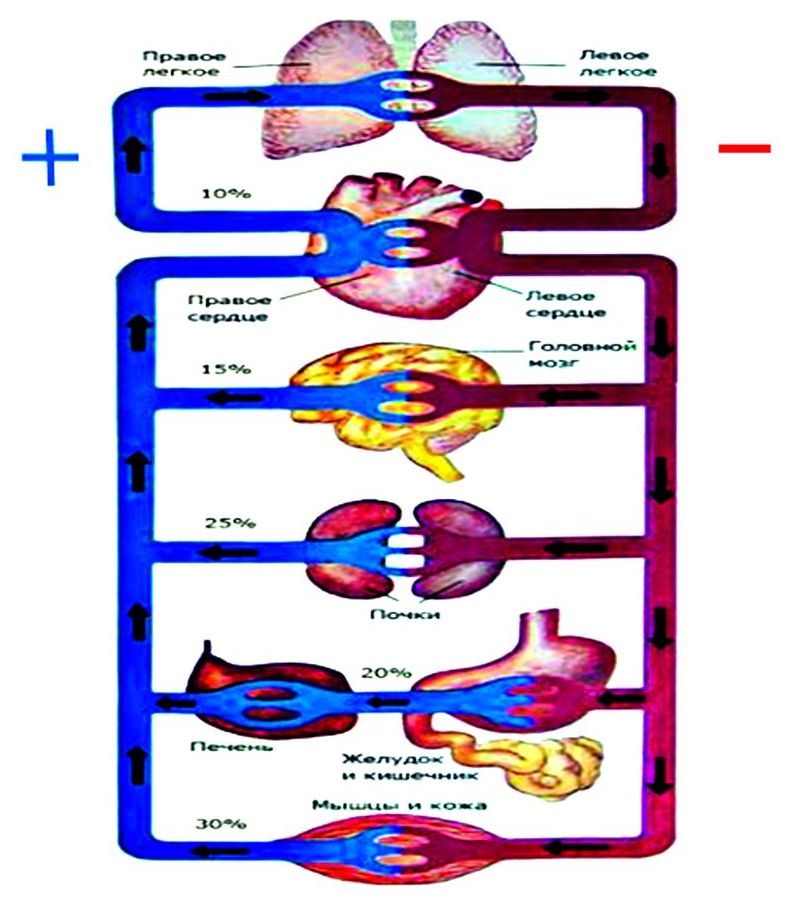 Правое
легкое
Левое
легкое
+
−
10%
Правое
сердце
Левое
сердце
Головной
мозг
15%
25%
Почки
20%
Печень
Желудок
и кишечник
Мышцы и кожа
30%